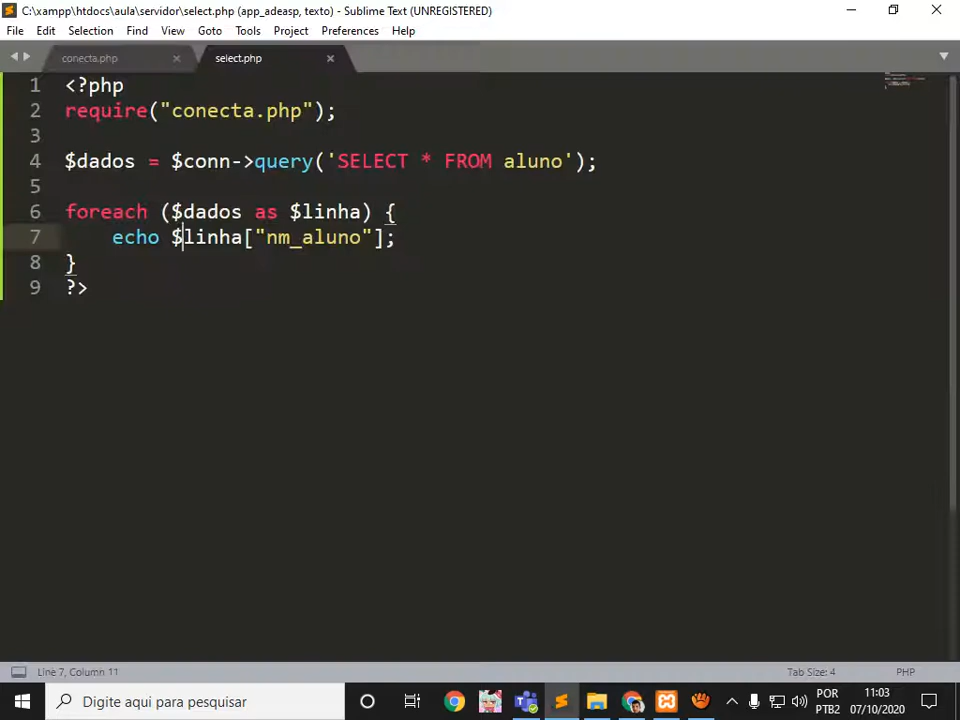 C:\xampp\htdocs\aula\servidor\select.php (app_adeasp, texto) - Sublime Text (UNREGISTERED)
File Edit Selection Find View Goto Tools Project Preferences Help
conecta.php select.php
1 <?php
2 require("conecta.php");
3
4 $dados = $conn->query('SELECT * FROM aluno');
5
6 foreach ($dados as $linha) {
7 echo $linha["nm_aluno"];
8 }
9 ?>
Line 7, Column 11 Tab Size: 4 PHP
Digite aqui para pesquisar
POR 11:03
PTB2 07/10/2020